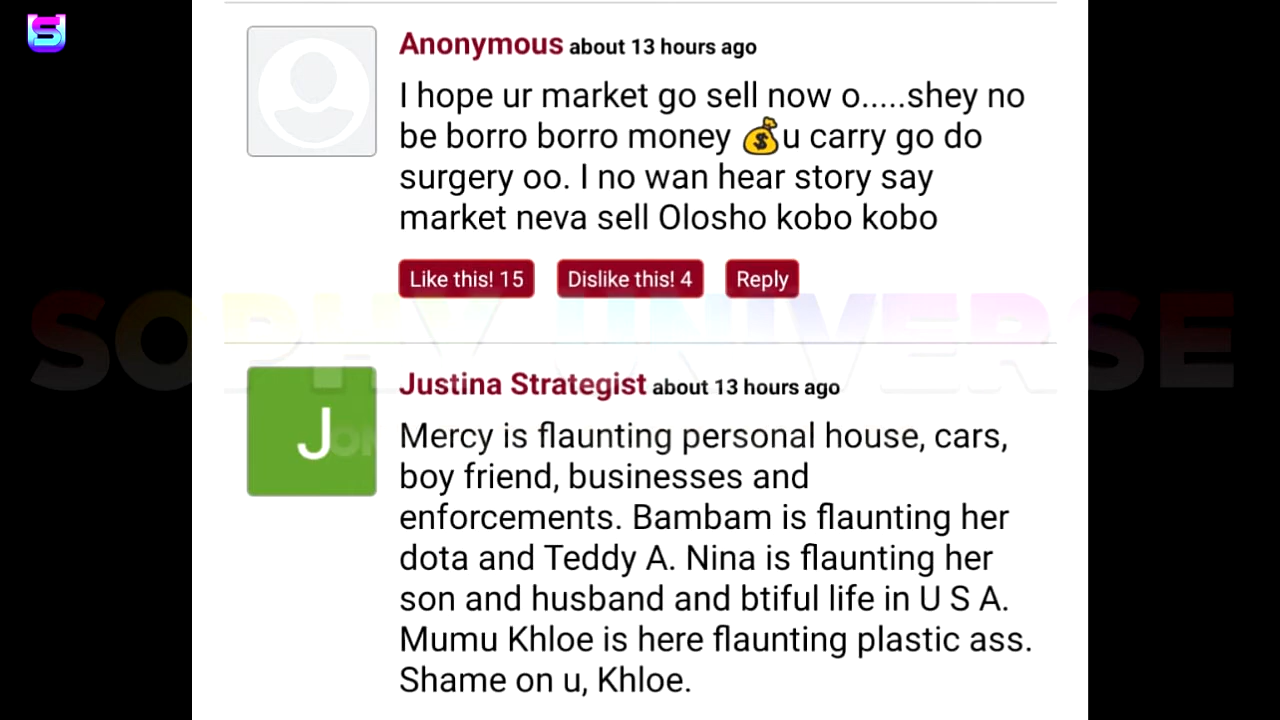 S
Anonymous about 13 hours ago
I hope ur market go sell now o.....shey no
be borro borro money 💰u carry go do
surgery oo. I no wan hear story say
market neva sell Olosho kobo kobo
Like this! 15 Dislike this! 4 Reply
SOPHY UNIVERSE
J
Justina Strategist about 13 hours ago
Mercy is flaunting personal house, cars,
boy friend, businesses and
enforcements. Bambam is flaunting her
dota and Teddy A. Nina is flaunting her
son and husband and btiful life in U S A.
Mumu Khloe is here flaunting plastic ass.
Shame on u, Khloe.